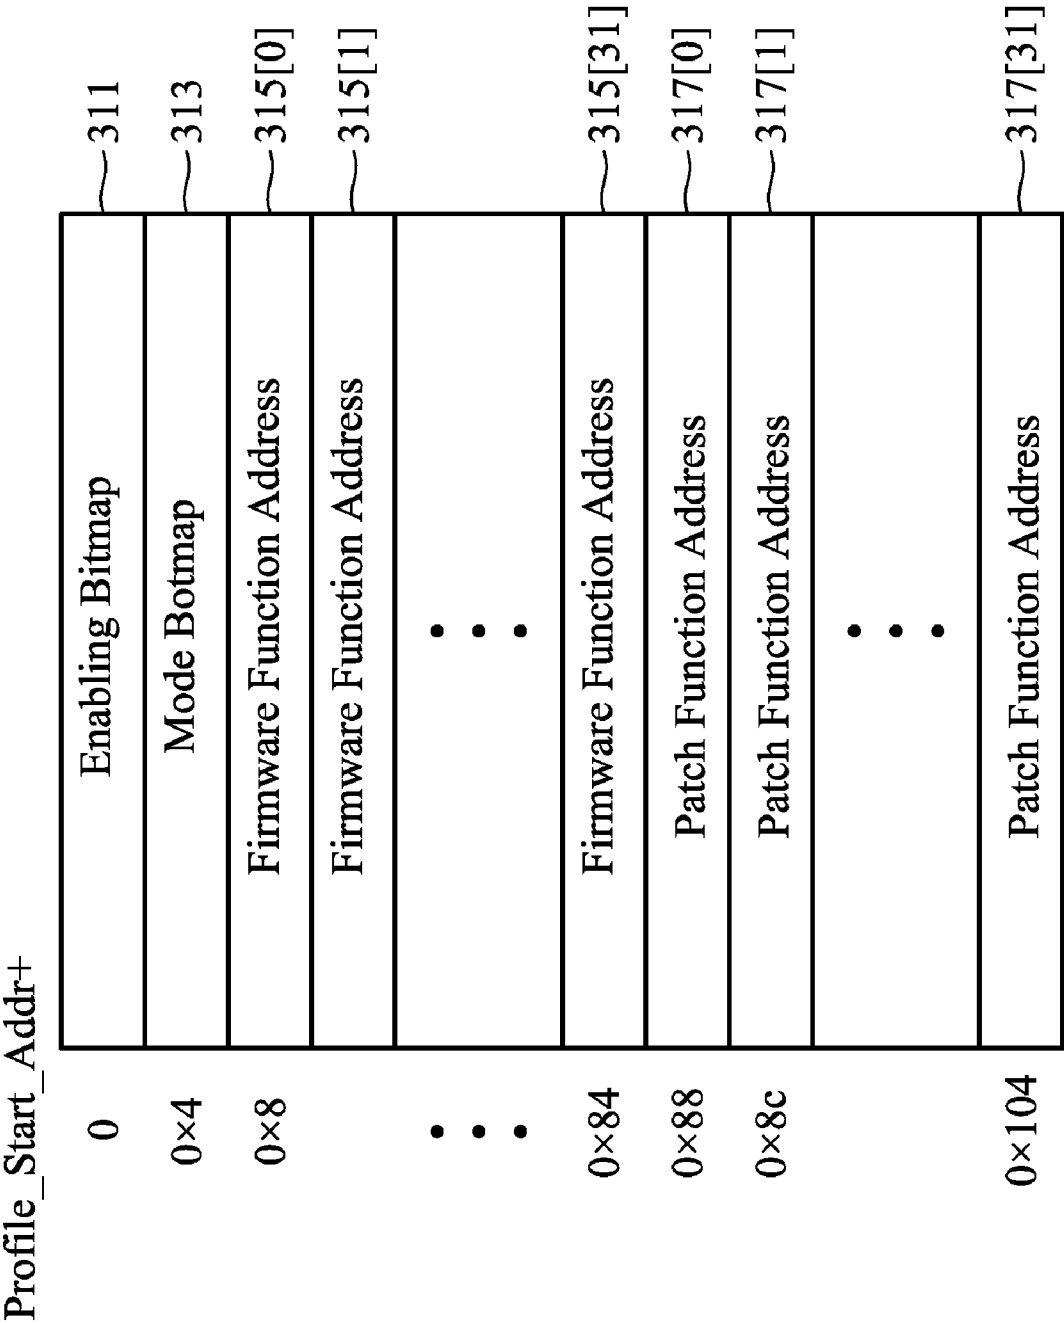 Profile_Start_Addr+
0 Enabling Bitmap 311
0×4 Mode Botmap 313
0×8 Firmware Function Address 315[0]
Firmware Function Address 315[1]
0×84 Firmware Function Address 315[31]
0×88 Patch Function Address 317[0]
0×8c Patch Function Address 317[1]
0×104 Patch Function Address 317[31]